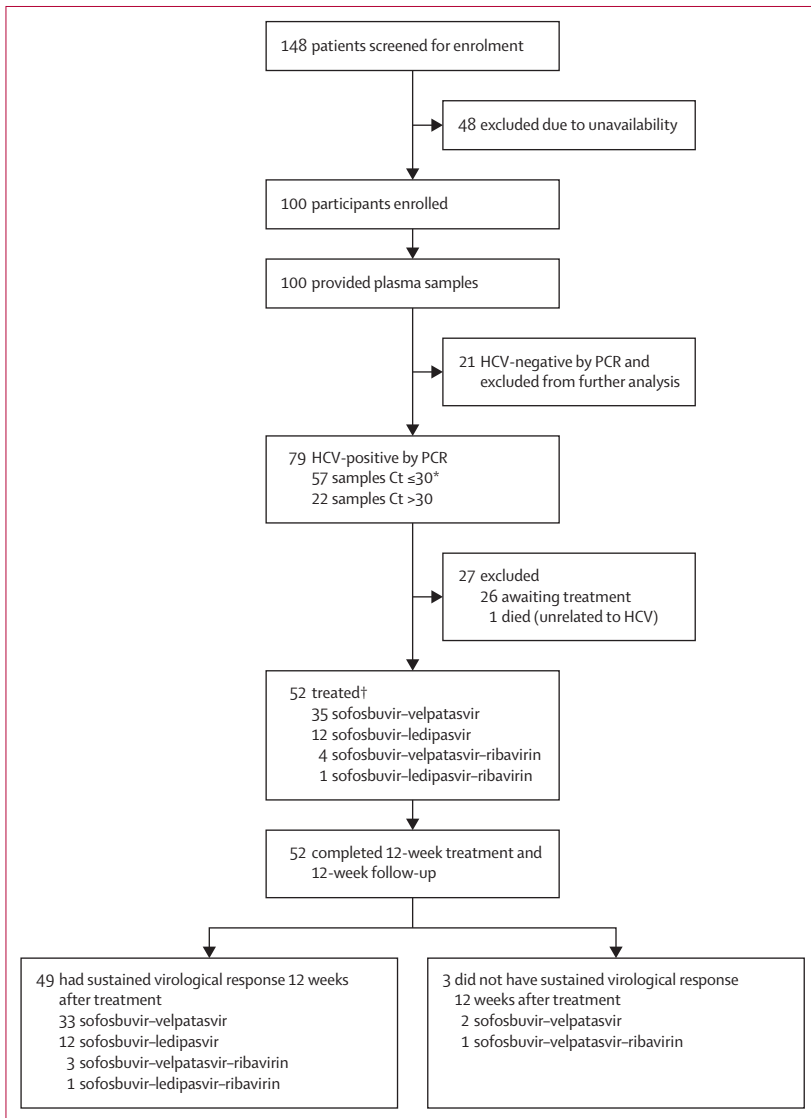 148 patients screened for enrolment
48 excluded due to unavailability
100 participants enrolled
100 provided plasma samples
21 HCV-negative by PCR and
excluded from further analysis
79 HCV-positive by PCR
57 samples Ct ≤30*
22 samples Ct >30
27 excluded
26 awaiting treatment
1 died (unrelated to HCV)
52 treated†
35 sofosbuvir–velpatasvir
12 sofosbuvir–ledipasvir
4 sofosbuvir–velpatasvir–ribavirin
1 sofosbuvir–ledipasvir–ribavirin
52 completed 12-week treatment and
12-week follow-up
49 had sustained virological response 12 weeks
after treatment
33 sofosbuvir–velpatasvir
12 sofosbuvir–ledipasvir
3 sofosbuvir–velpatasvir–ribavirin
1 sofosbuvir–ledipasvir–ribavirin
3 did not have sustained virological response
12 weeks after treatment
2 sofosbuvir–velpatasvir
1 sofosbuvir–velpatasvir–ribavirin